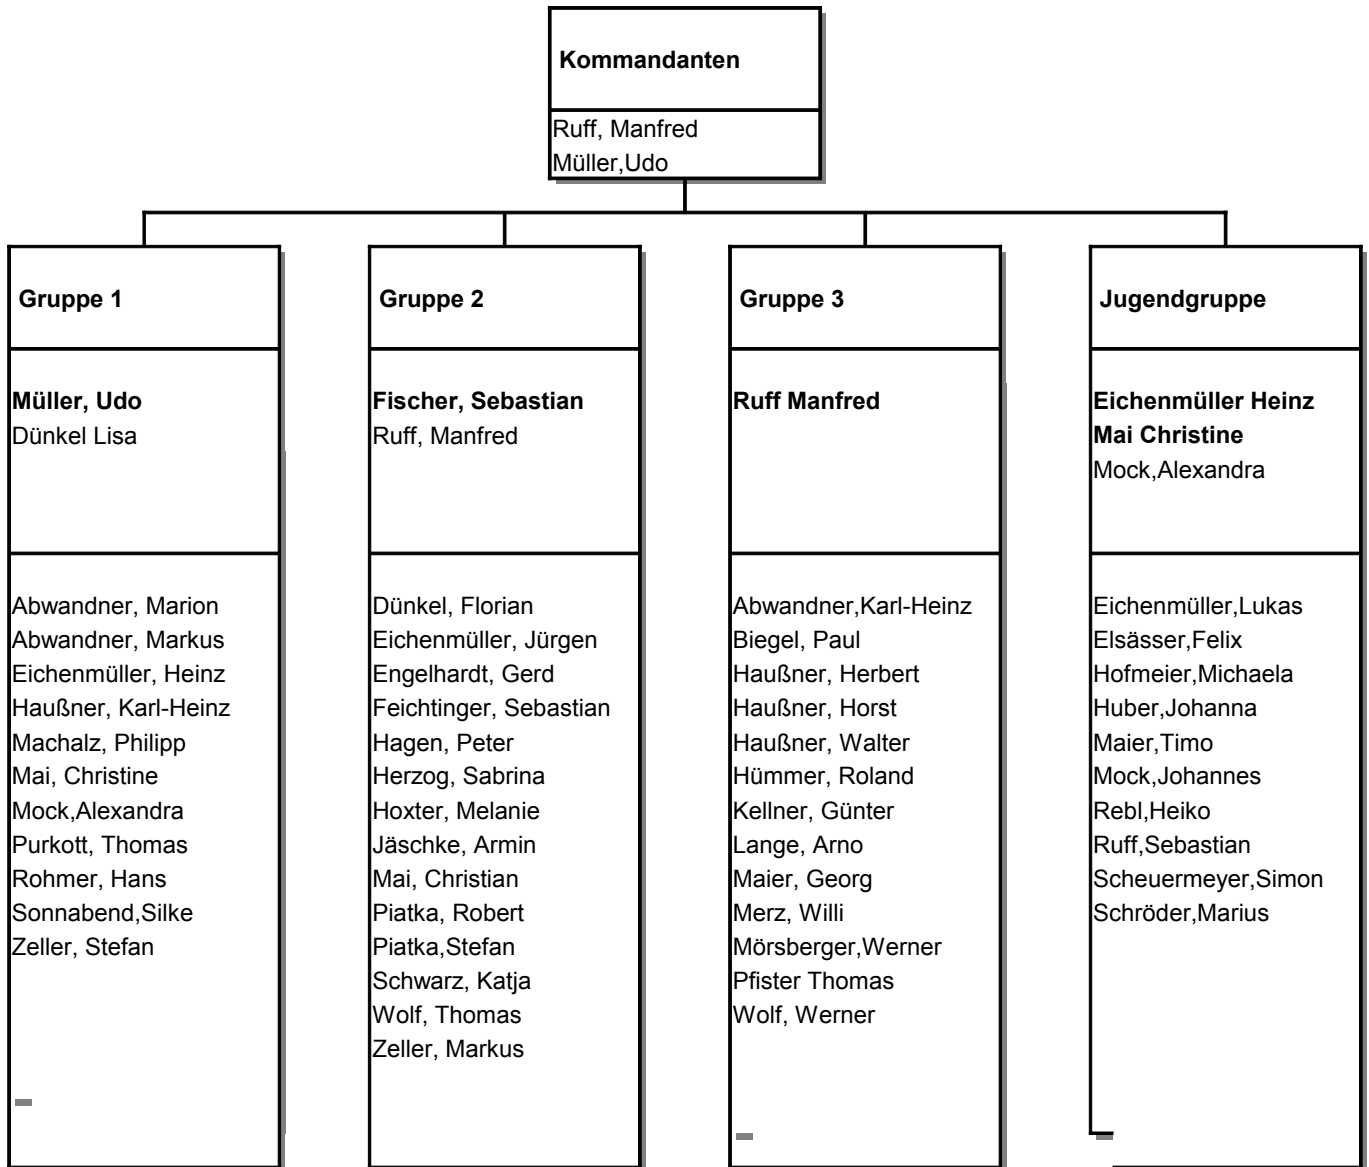 Kommandanten
Ruff, Manfred
Müller,Udo
Gruppe 1
Müller, Udo
Dünkel Lisa
Abwandner, Marion
Abwandner, Markus
Eichenmüller, Heinz
Haußner, Karl-Heinz
Machalz, Philipp
Mai, Christine
Mock,Alexandra
Purkott, Thomas
Rohmer, Hans
Sonnabend,Silke
Zeller, Stefan
Gruppe 2
Fischer, Sebastian
Ruff, Manfred
Dünkel, Florian
Eichenmüller, Jürgen
Engelhardt, Gerd
Feichtinger, Sebastian
Hagen, Peter
Herzog, Sabrina
Hoxter, Melanie
Jäschke, Armin
Mai, Christian
Piatka, Robert
Piatka,Stefan
Schwarz, Katja
Wolf, Thomas
Zeller, Markus
Gruppe 3
Ruff Manfred
Abwandner,Karl-Heinz
Biegel, Paul
Haußner, Herbert
Haußner, Horst
Haußner, Walter
Hümmer, Roland
Kellner, Günter
Lange, Arno
Maier, Georg
Merz, Willi
Mörsberger,Werner
Pfister Thomas
Wolf, Werner
Jugendgruppe
Eichenmüller Heinz
Mai Christine
Mock,Alexandra
Eichenmüller,Lukas
Elsässer,Felix
Hofmeier,Michaela
Huber,Johanna
Maier,Timo
Mock,Johannes
Rebl,Heiko
Ruff,Sebastian
Scheuermeyer,Simon
Schröder,Marius